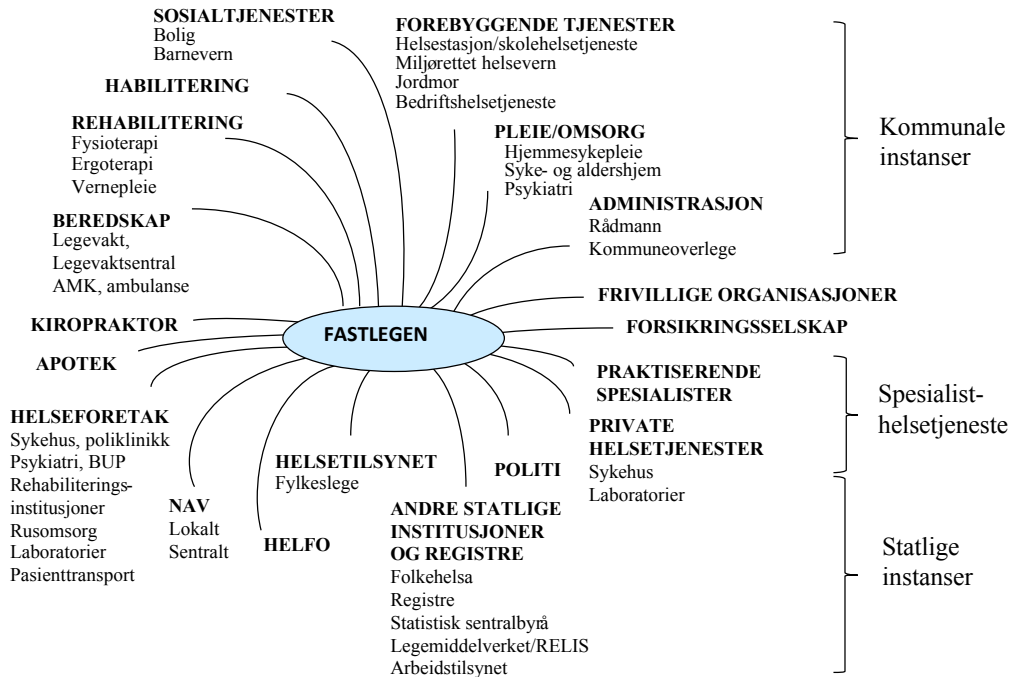 SOSIALTJENESTER
Bolig
Barnevern
FOREBYGGENDE TJENESTER
Helsestasjon/skolehelsetjeneste
Miljørettet helsevern
Jordmor
Bedriftshelsetjeneste
HABILITERING
REHABILITERING
Fysioterapi
Ergoterapi
Vernepleie
PLEIE/OMSORG
Hjemmesykepleie
Syke- og aldershjem
Psykiatri
Kommunale
instanser
BEREDSKAP
Legevakt,
Legevaktsentral
AMK, ambulanse
ADMINISTRASJON
Rådmann
Kommuneoverlege
FRIVILLIGE ORGANISASJONER
KIROPRAKTOR
FASTLEGEN
FORSIKRINGSSELSKAP
APOTEK
PRAKTISERENDE
SPESIALISTER
Spesialist-
helsetjeneste
HELSEFORETAK
Sykehus, poliklinikk
Psykiatri, BUP
Rehabiliterings-
institusjoner
Rusomsorg
Laboratorier
Pasienttransport
PRIVATE
HELSETJENESTER
Sykehus
Laboratorier
HELSETILSYNET
Fylkeslege
POLITI
NAV
Lokalt
Sentralt
HELFO
ANDRE STATLIGE
INSTITUSJONER
OG REGISTRE
Folkehelsa
Registre
Statistisk sentralbyrå
Legemiddelverket/RELIS
Arbeidstilsynet
Statlige
instanser